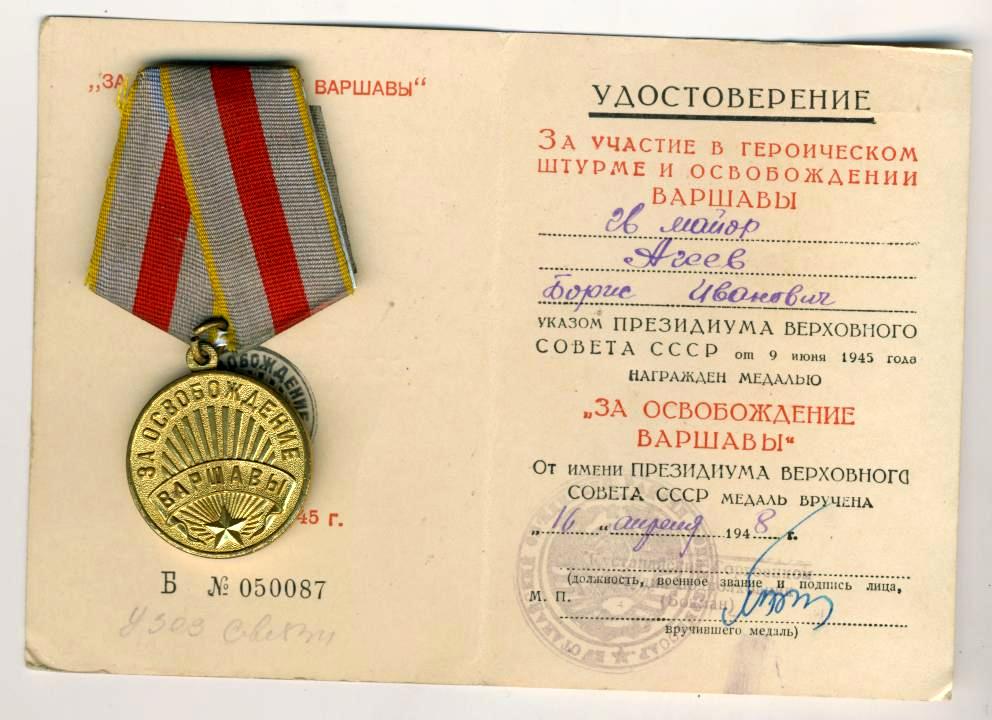 „ЗА ВАРШАВЫ“
ОБОЖДЕНИЕ
ЗА ОСВОБОЖДЕНИЕ
ВАРШАВЫ
45 г.
Б № 050087
УДОСТОВЕРЕНИЕ
ЗА УЧАСТИЕ В ГЕРОИЧЕСКОМ
ШТУРМЕ И ОСВОБОЖДЕНИИ
ВАРШАВЫ
гв майор
Агеев
Борис Иванович
УКАЗОМ ПРЕЗИДИУМА ВЕРХОВНОГО
СОВЕТА СССР от 9 июня 1945 года
НАГРАЖДЕН МЕДАЛЬЮ
„ЗА ОСВОБОЖДЕНИЕ
ВАРШАВЫ“
ОТ ИМЕНИ ПРЕЗИДИУМА ВЕРХОВНОГО
СОВЕТА СССР МЕДАЛЬ ВРУЧЕНА
„16“ апреля 1948 г.
(должность, военное звание и подпись лица,
М. П.
вручившего медаль)